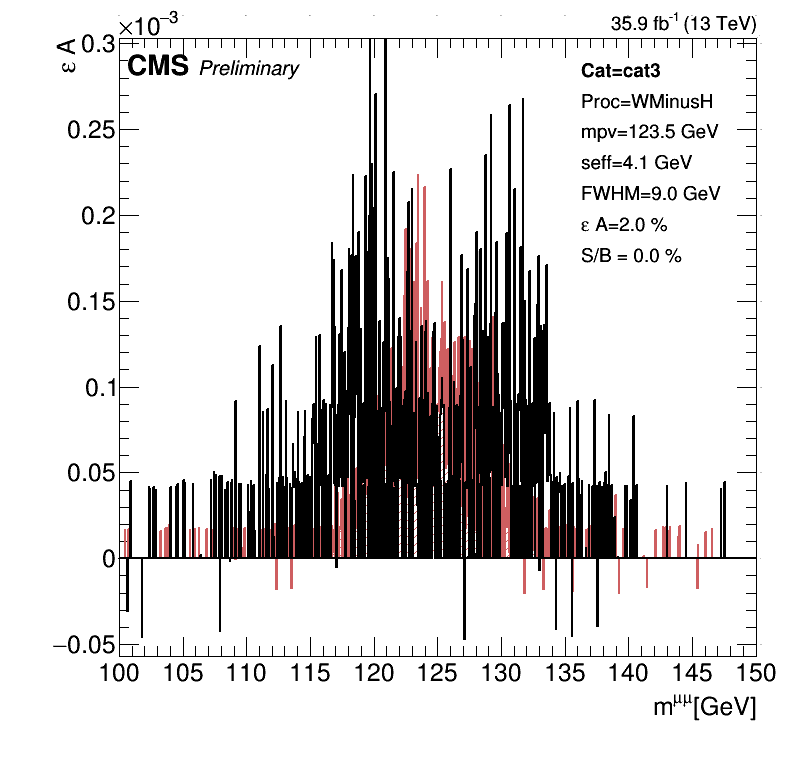 ×10⁻³
35.9 fb⁻¹ (13 TeV)
ε A
CMS Preliminary
Cat=cat3
Proc=WMinusH
mpv=123.5 GeV
seff=4.1 GeV
FWHM=9.0 GeV
ε A=2.0 %
S/B = 0.0 %
0.3
0.25
0.2
0.15
0.1
0.05
0
−0.05
100 105 110 115 120 125 130 135 140 145 150
m^μμ[GeV]